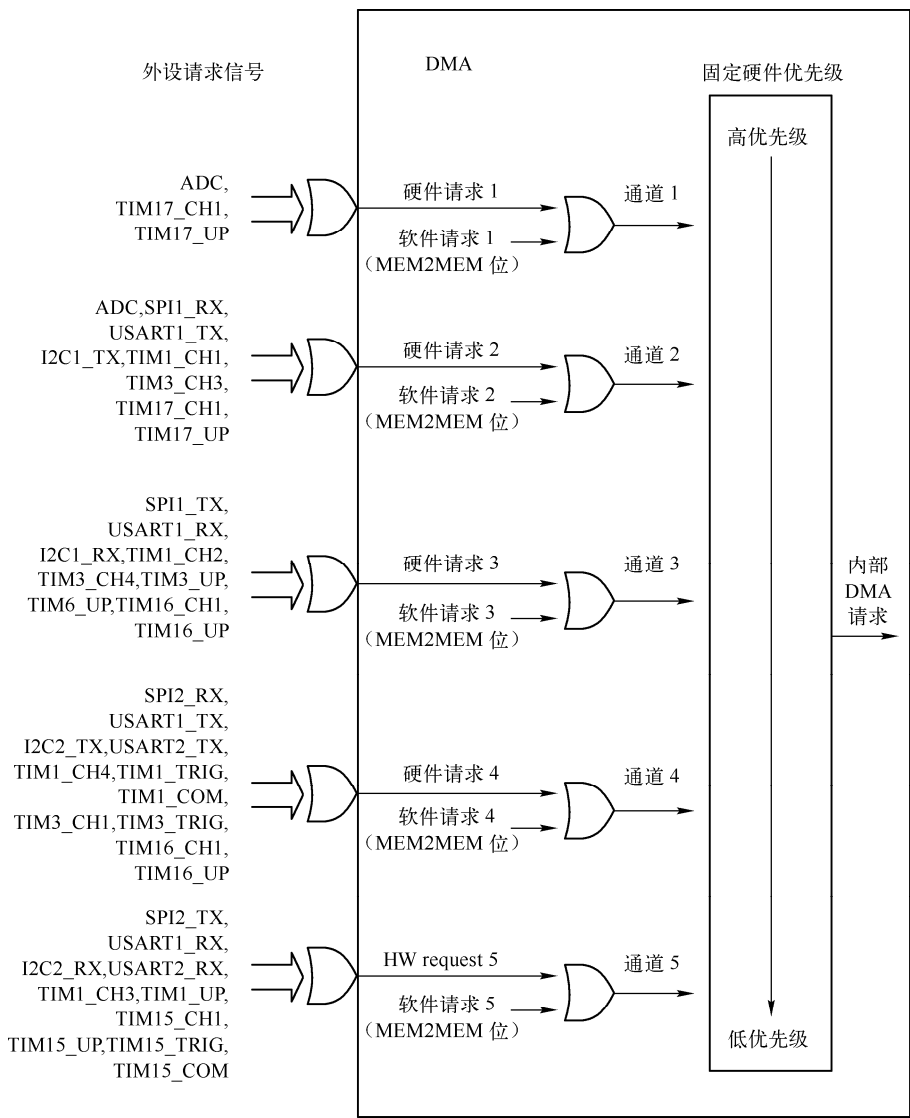 外设请求信号
DMA
固定硬件优先级
高优先级
ADC,
TIM17_CH1,
TIM17_UP
硬件请求 1
软件请求 1
（MEM2MEM 位）
通道 1
ADC,SPI1_RX,
USART1_TX,
I2C1_TX,TIM1_CH1,
TIM3_CH3,
TIM17_CH1,
TIM17_UP
硬件请求 2
软件请求 2
（MEM2MEM 位）
通道 2
SPI1_TX,
USART1_RX,
I2C1_RX,TIM1_CH2,
TIM3_CH4,TIM3_UP,
TIM6_UP,TIM16_CH1,
TIM16_UP
硬件请求 3
软件请求 3
（MEM2MEM 位）
通道 3
内部
DMA
请求
SPI2_RX,
USART1_TX,
I2C2_TX,USART2_TX,
TIM1_CH4,TIM1_TRIG,
TIM1_COM,
TIM3_CH1,TIM3_TRIG,
TIM16_CH1,
TIM16_UP
硬件请求 4
软件请求 4
（MEM2MEM 位）
通道 4
SPI2_TX,
USART1_RX,
I2C2_RX,USART2_RX,
TIM1_CH3,TIM1_UP,
TIM15_CH1,
TIM15_UP,TIM15_TRIG,
TIM15_COM
HW request 5
软件请求 5
（MEM2MEM 位）
通道 5
低优先级